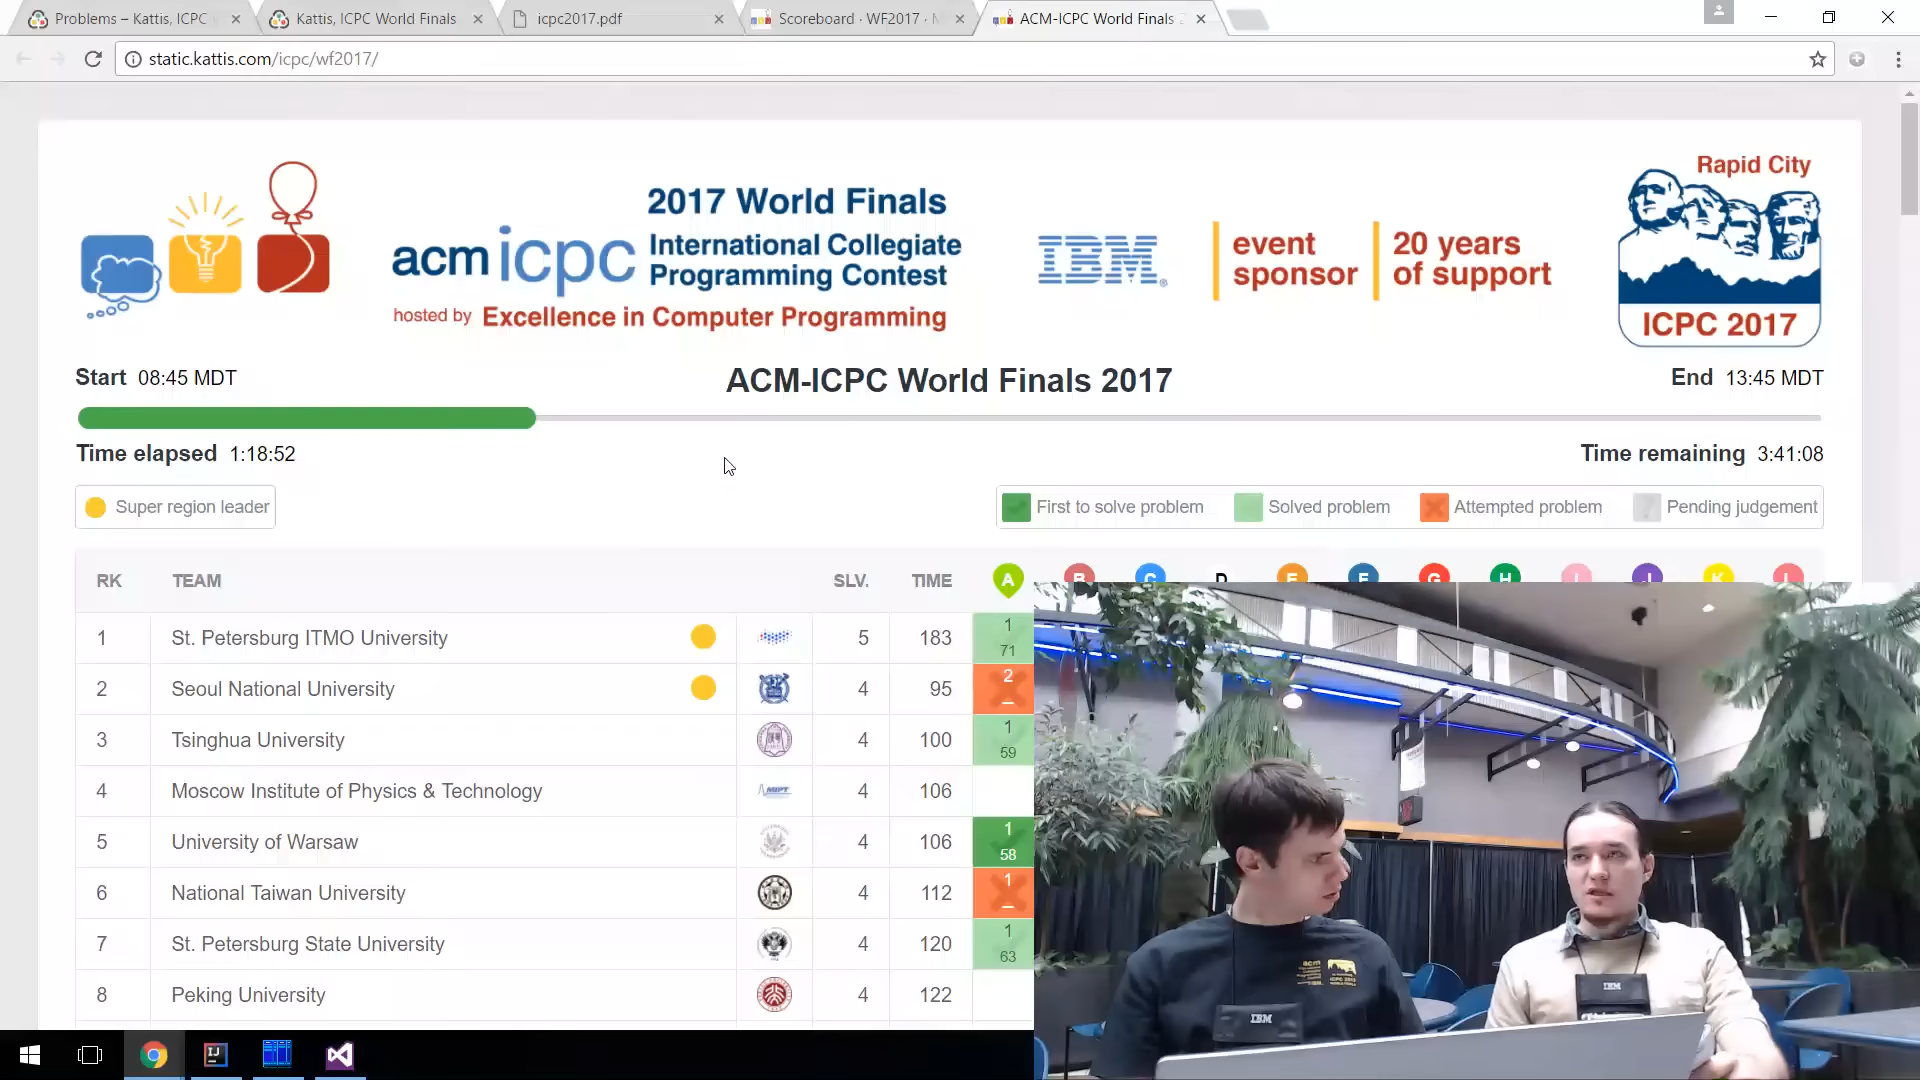 Problems – Kattis, ICPC
Kattis, ICPC World Finals
icpc2017.pdf
Scoreboard · WF2017 ·
ACM-ICPC World Finals
static.kattis.com/icpc/wf2017/
2017 World Finals
acm icpc International Collegiate
Programming Contest
hosted by Excellence in Computer Programming
IBM
event
sponsor
20 years
of support
Rapid City
ICPC 2017
Start 08:45 MDT
ACM-ICPC World Finals 2017
End 13:45 MDT
Time elapsed 1:18:52
Time remaining 3:41:08
Super region leader
First to solve problem Solved problem Attempted problem Pending judgement
RK TEAM SLV. TIME A B C D E F G H I J K L
1 St. Petersburg ITMO University 5 183 1
71
2 Seoul National University 4 95 2
–
3 Tsinghua University 4 100 1
59
4 Moscow Institute of Physics & Technology MIPT 4 106
5 University of Warsaw 4 106 1
58
6 National Taiwan University 4 112 1
–
7 St. Petersburg State University 4 120 1
63
8 Peking University 4 122
acm
IBM
IBM
IJ